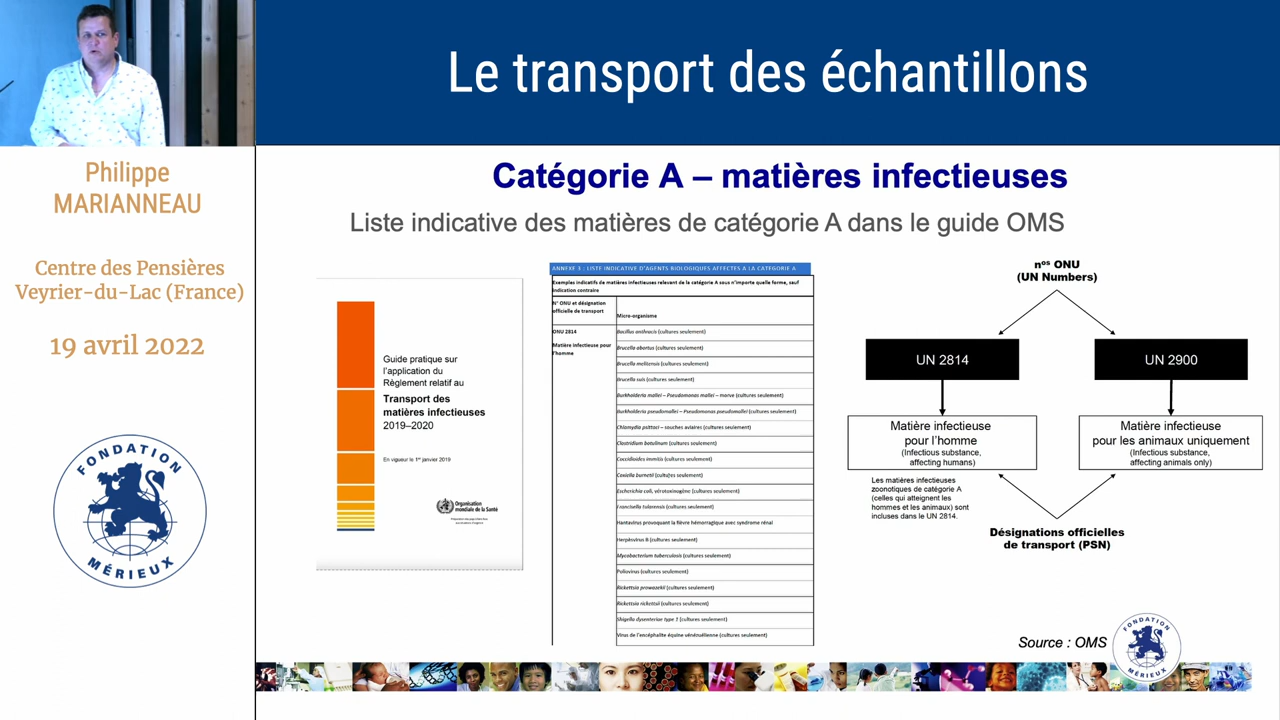 Le transport des échantillons
Philippe
MARIANNEAU
Centre des Pensières
Veyrier-du-Lac (France)
19 avril 2022
FONDATION
MÉRIEUX
Catégorie A – matières infectieuses
Liste indicative des matières de catégorie A dans le guide OMS
Guide pratique sur
l'application du
Règlement relatif au
Transport des
matières infectieuses
2019–2020
En vigueur le 1er janvier 2019
Organisation
mondiale de la Santé
ANNEXE 3 : LISTE INDICATIVE D'AGENTS BIOLOGIQUES AFFECTES A LA CATEGORIE A
Exemples indicatifs de matières infectieuses relevant de la catégorie A sous n'importe quelle forme, sauf
indication contraire
N° ONU et désignation
officielle de transport
Micro-organisme
ONU 2814
Matière infectieuse pour
l'homme
Bacillus anthracis (cultures seulement)
Brucella abortus (cultures seulement)
Brucella melitensis (cultures seulement)
Brucella suis (cultures seulement)
Burkholderia mallei – Pseudomonas mallei – morve (cultures seulement)
Burkholderia pseudomallei – Pseudomonas pseudomallei (cultures seulement)
Chlamydia psittaci – souches aviaires (cultures seulement)
Clostridium botulinum (cultures seulement)
Coccidioides immitis (cultures seulement)
Coxiella burnetii (cultures seulement)
Escherichia coli, vérotoxinogène (cultures seulement)
Francisella tularensis (cultures seulement)
Hantavirus provoquant la fièvre hémorragique avec syndrome rénal
Herpèsvirus B (cultures seulement)
Mycobacterium tuberculosis (cultures seulement)
Poliovirus (cultures seulement)
Rickettsia prowazekii (cultures seulement)
Rickettsia rickettsii (cultures seulement)
Shigella dysenteriae type 1 (cultures seulement)
Virus de l'encéphalite équine vénézuélienne (cultures seulement)
nos ONU
(UN Numbers)
UN 2814
UN 2900
Matière infectieuse
pour l'homme
(Infectious substance,
affecting humans)
Matière infectieuse
pour les animaux uniquement
(Infectious substance,
affecting animals only)
Les matières infectieuses
zoonotiques de catégorie A
(celles qui atteignent les
hommes et les animaux) sont
incluses dans le UN 2814.
Désignations officielles
de transport (PSN)
Source : OMS
FONDATION
MÉRIEUX